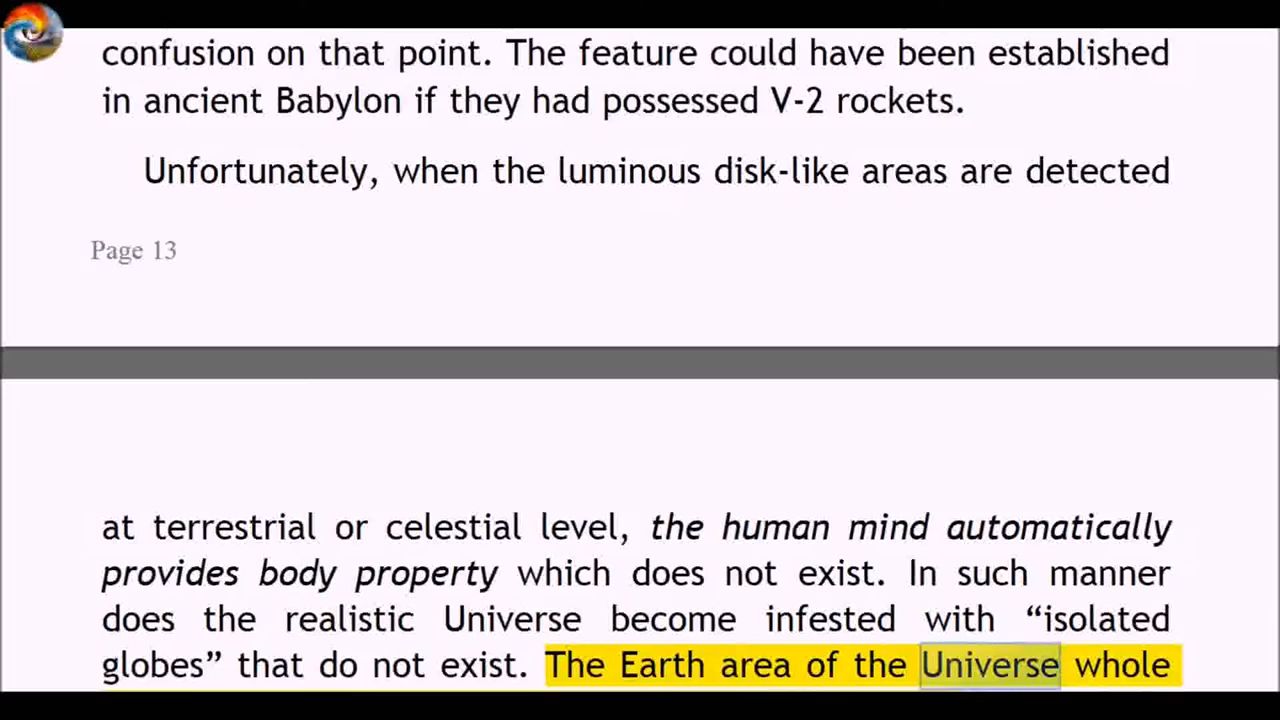 confusion on that point. The feature could have been established
in ancient Babylon if they had possessed V-2 rockets.
Unfortunately, when the luminous disk-like areas are detected
Page 13
at terrestrial or celestial level, the human mind automatically
provides body property which does not exist. In such manner
does the realistic Universe become infested with “isolated
globes” that do not exist. The Earth area of the Universe whole